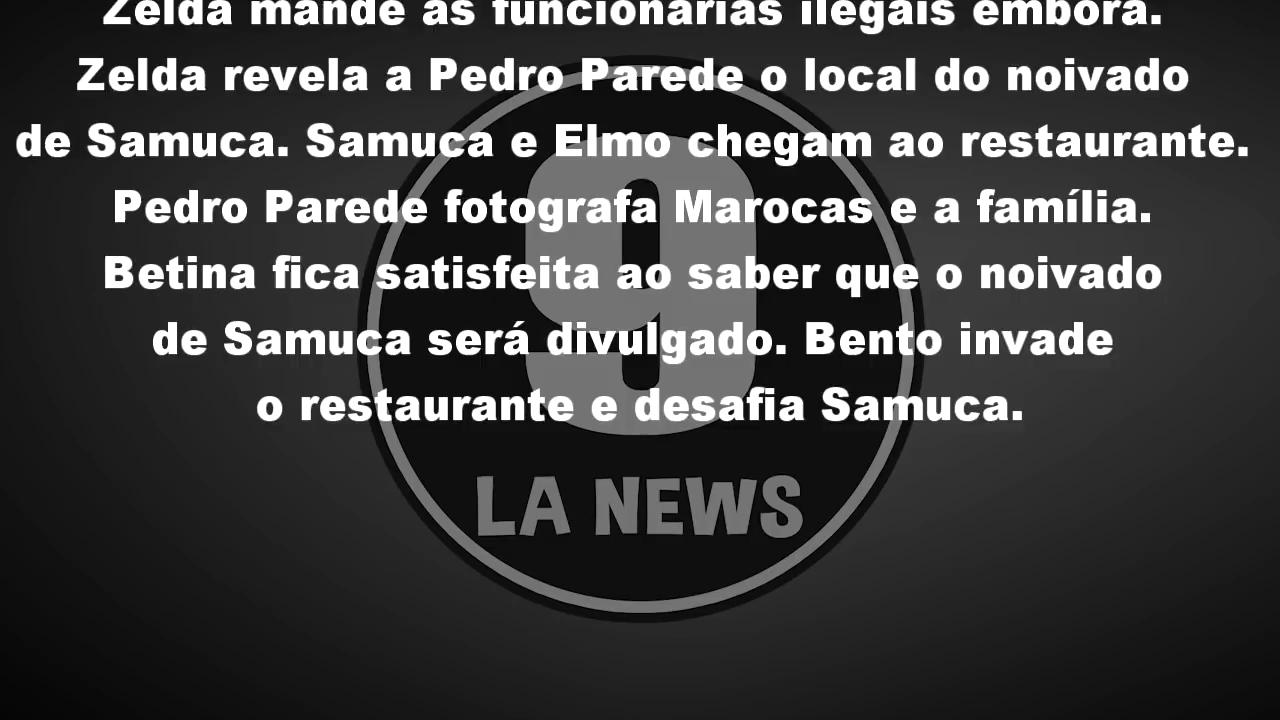 Zelda mande as funcionárias ilegais embora.
Zelda revela a Pedro Parede o local do noivado
de Samuca. Samuca e Elmo chegam ao restaurante.
Pedro Parede fotografa Marocas e a família.
Betina fica satisfeita ao saber que o noivado
de Samuca será divulgado. Bento invade
o restaurante e desafia Samuca.
9
LA NEWS